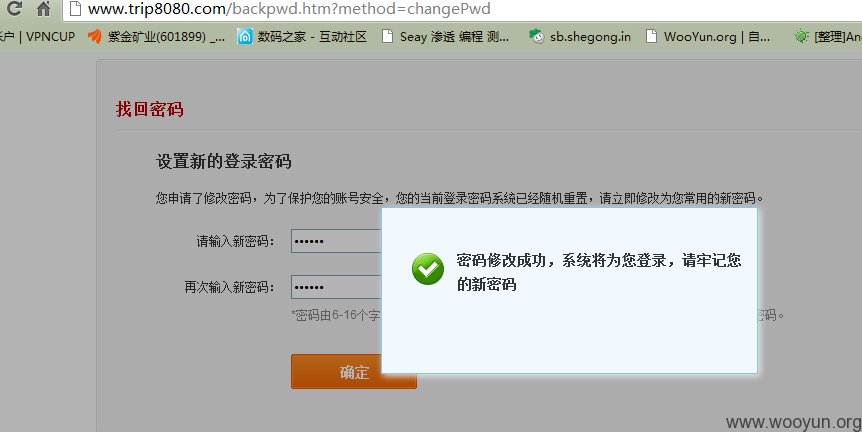 www.trip8080.com/backpwd.htm?method=changePwd
长户 | VPNCUP 紫金矿业(601899) _... 数码之家 - 互动社区 Seay 渗透 编程 测... sb.shegong.in WooYun.org | 自... [整理]An
找回密码
设置新的登录密码
您申请了修改密码，为了保护您的账号安全，您的当前登录密码系统已经随机重置，请立即修改为您常用的新密码。
请输入新密码： ••••••
密码修改成功，系统将为您登录，请牢记您
的新密码
再次输入新密码： ••••••
*密码由6-16个字 密码。
确定
www.wooyun.org